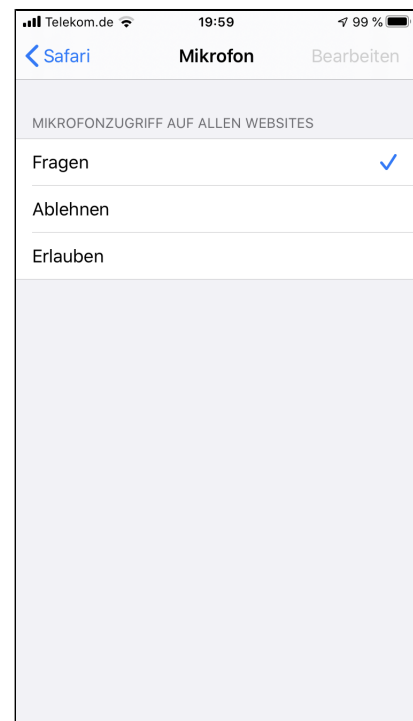 Telekom.de 19:59 99 %
Safari Mikrofon Bearbeiten
MIKROFONZUGRIFF AUF ALLEN WEBSITES
Fragen
Ablehnen
Erlauben